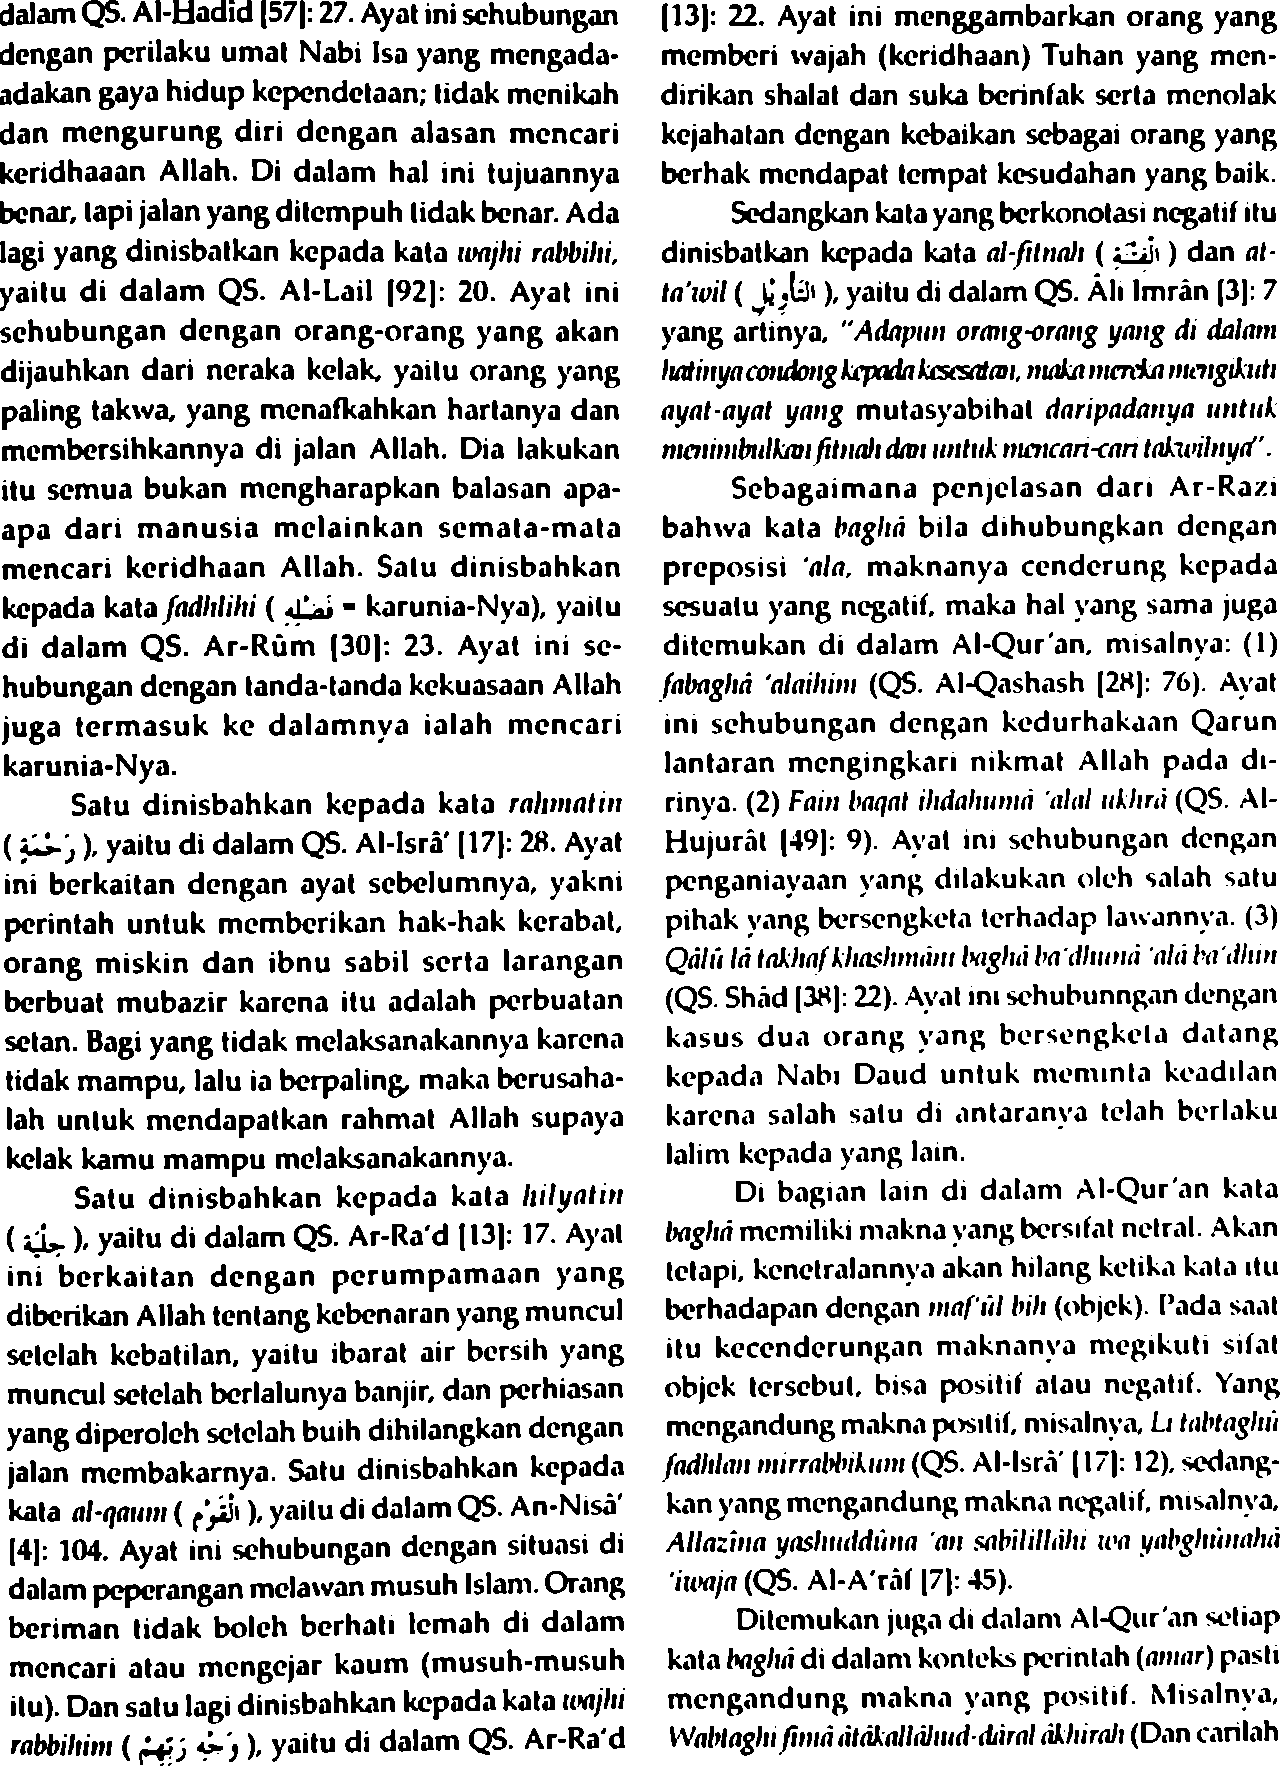 dalam QS. Al-Hadîd [57]: 27. Ayat ini sehubungan
dengan perilaku umat Nabi Isa yang mengada-
adakan gaya hidup kependetaan; tidak menikah
dan mengurung diri dengan alasan mencari
keridhaaan Allah. Di dalam hal ini tujuannya
benar, tapi jalan yang ditempuh tidak benar. Ada
lagi yang dinisbatkan kepada kata wajhi rabbihi,
yaitu di dalam QS. Al-Lail [92]: 20. Ayat ini
sehubungan dengan orang-orang yang akan
dijauhkan dari neraka kelak, yaitu orang yang
paling takwa, yang menafkahkan hartanya dan
membersihkannya di jalan Allah. Dia lakukan
itu semua bukan mengharapkan balasan apa-
apa dari manusia melainkan semata-mata
mencari keridhaan Allah. Satu dinisbahkan
kepada kata fadhlihi ( فَضْلِهِ = karunia-Nya), yaitu
di dalam QS. Ar-Rûm [30]: 23. Ayat ini se-
hubungan dengan tanda-tanda kekuasaan Allah
juga termasuk ke dalamnya ialah mencari
karunia-Nya.
Satu dinisbahkan kepada kata rahmatin
( رَحْمَةٍ ), yaitu di dalam QS. Al-Isrâ' [17]: 28. Ayat
ini berkaitan dengan ayat sebelumnya, yakni
perintah untuk memberikan hak-hak kerabat,
orang miskin dan ibnu sabil serta larangan
berbuat mubazir karena itu adalah perbuatan
setan. Bagi yang tidak melaksanakannya karena
tidak mampu, lalu ia berpaling, maka berusaha-
lah untuk mendapatkan rahmat Allah supaya
kelak kamu mampu melaksanakannya.
Satu dinisbahkan kepada kata hilyatin
( حِلْيَةٍ ), yaitu di dalam QS. Ar-Ra'd [13]: 17. Ayat
ini berkaitan dengan perumpamaan yang
diberikan Allah tentang kebenaran yang muncul
setelah kebatilan, yaitu ibarat air bersih yang
muncul setelah berlalunya banjir, dan perhiasan
yang diperoleh setelah buih dihilangkan dengan
jalan membakarnya. Satu dinisbahkan kepada
kata al-qaum ( الْقَوْمِ ), yaitu di dalam QS. An-Nisâ'
[4]: 104. Ayat ini sehubungan dengan situasi di
dalam peperangan melawan musuh Islam. Orang
beriman tidak boleh berhati lemah di dalam
mencari atau mengejar kaum (musuh-musuh
itu). Dan satu lagi dinisbahkan kepada kata wajhi
rabbihim ( وَجْهِ رَبِّهِمْ ), yaitu di dalam QS. Ar-Ra'd
[13]: 22. Ayat ini menggambarkan orang yang
memberi wajah (keridhaan) Tuhan yang men-
dirikan shalat dan suka berinfak serta menolak
kejahatan dengan kebaikan sebagai orang yang
berhak mendapat tempat kesudahan yang baik.
Sedangkan kata yang berkonotasi negatif itu
dinisbatkan kepada kata al-fitnah ( الْفِتْنَةِ ) dan at-
ta'wil ( التَّأْوِيلِ ), yaitu di dalam QS. Âli Imrân [3]: 7
yang artinya, "Adapun orang-orang yang di dalam
hatinya condong kepada kesesatan, maka mereka mengikuti
ayat-ayat yang mutasyabihat daripadanya untuk
menimbulkan fitnah dan untuk mencari-cari takwilnya".
Sebagaimana penjelasan dari Ar-Razi
bahwa kata baghâ bila dihubungkan dengan
preposisi 'ala, maknanya cenderung kepada
sesuatu yang negatif, maka hal yang sama juga
ditemukan di dalam Al-Qur'an, misalnya: (1)
fabaghâ 'alaihim (QS. Al-Qashash [28]: 76). Ayat
ini sehubungan dengan kedurhakaan Qarun
lantaran mengingkari nikmat Allah pada di-
rinya. (2) Fain baqat ihdahumâ 'alal ukhrâ (QS. Al-
Hujurât [49]: 9). Ayat ini sehubungan dengan
penganiayaan yang dilakukan oleh salah satu
pihak yang bersengketa terhadap lawannya. (3)
Qâlû lâ takhaf khashmâni baghâ ba'dhunâ 'alâ ba'dhin
(QS. Shâd [38]: 22). Ayat ini sehubunngan dengan
kasus dua orang yang bersengketa datang
kepada Nabi Daud untuk meminta keadilan
karena salah satu di antaranya telah berlaku
lalim kepada yang lain.
Di bagian lain di dalam Al-Qur'an kata
baghâ memiliki makna yang bersifat netral. Akan
tetapi, kenetralannya akan hilang ketika kata itu
berhadapan dengan maf'ûl bih (objek). Pada saat
itu kecenderungan maknanya megikuti sifat
objek tersebut, bisa positif atau negatif. Yang
mengandung makna positif, misalnya, Li tabtaghû
fadhlan mirrabbikum (QS. Al-Isrâ' [17]: 12), sedang-
kan yang mengandung makna negatif, misalnya,
Allazîna yashuddûna 'an sabîlillâhi wa yabghûnahâ
'iwaja (QS. Al-A'râf [7]: 45).
Ditemukan juga di dalam Al-Qur'an setiap
kata baghâ di dalam konteks perintah (amar) pasti
mengandung makna yang positif. Misalnya,
Wabtaghi fîmâ âtâkallâhud-dâral âkhirah (Dan carilah